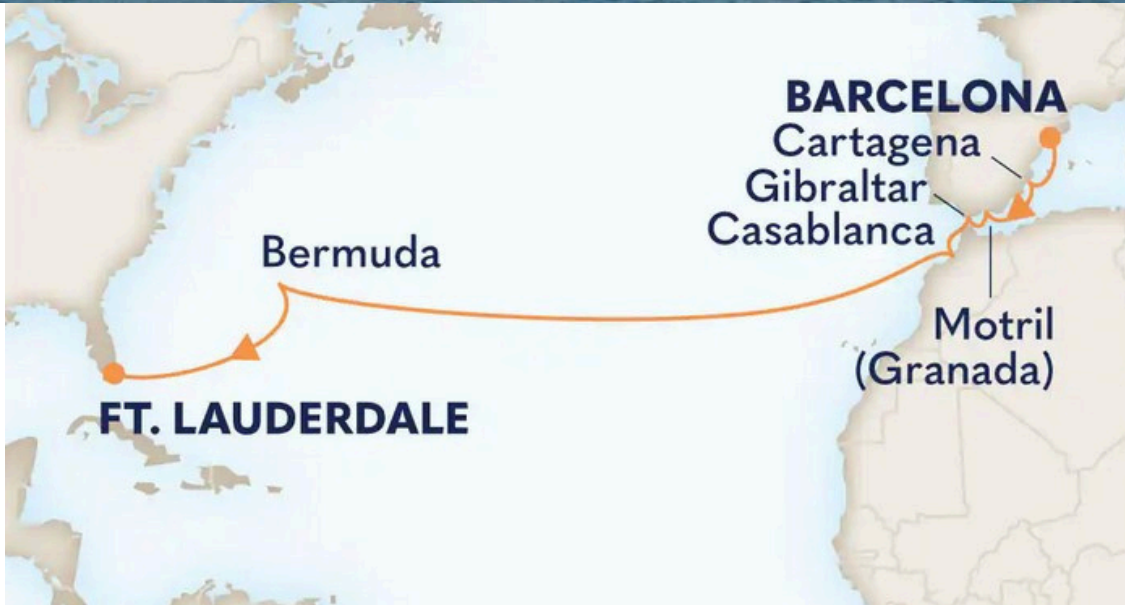 BARCELONA
Cartagena
Gibraltar
Casablanca
Bermuda
Motril
(Granada)
FT. LAUDERDALE